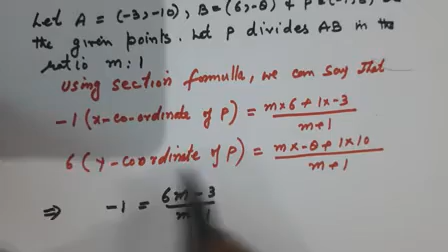 Let A = (-3, -10), B = (6, -8) & P = (-1,
the given points. Let P divides AB in the
ratio m:1
Using section formula, we can say that
-1 (x-co-ordinate of P) = m×6+1×-3 / m+1
6 (y-coordinate of P) = m×-8+1×10 / m+1
⇒ -1 = 6m-3 / m 1